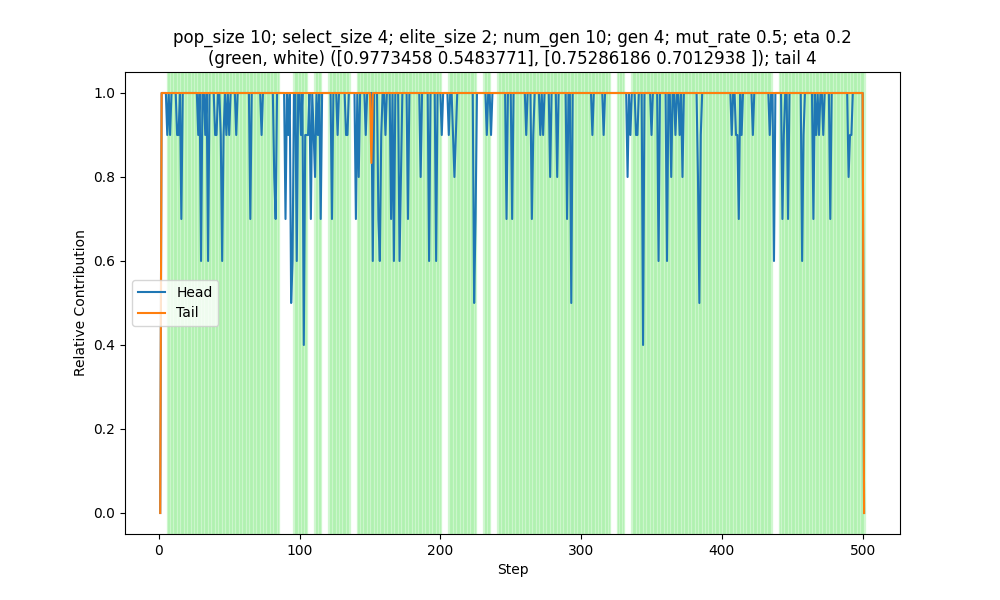 pop_size 10; select_size 4; elite_size 2; num_gen 10; gen 4; mut_rate 0.5; eta 0.2
(green, white) ([0.9773458 0.5483771], [0.75286186 0.7012938 ]); tail 4
1.0
0.8
0.6
0.4
0.2
0.0
Relative Contribution
Head
Tail
0
100
200
300
400
500
Step